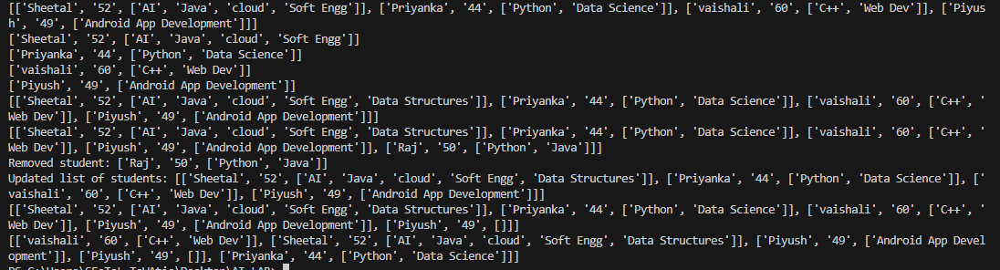 [['Sheetal', '52', ['AI', 'Java', 'cloud', 'Soft Engg']], ['Priyanka', '44', ['Python', 'Data Science']], ['vaishali', '60', ['C++', 'Web Dev']], ['Piyus
h', '49', ['Android App Development']]]
['Sheetal', '52', ['AI', 'Java', 'cloud', 'Soft Engg']]
['Priyanka', '44', ['Python', 'Data Science']]
['vaishali', '60', ['C++', 'Web Dev']]
['Piyush', '49', ['Android App Development']]
[['Sheetal', '52', ['AI', 'Java', 'cloud', 'Soft Engg', 'Data Structures']], ['Priyanka', '44', ['Python', 'Data Science']], ['vaishali', '60', ['C++', '
Web Dev']], ['Piyush', '49', ['Android App Development']]]
[['Sheetal', '52', ['AI', 'Java', 'cloud', 'Soft Engg', 'Data Structures']], ['Priyanka', '44', ['Python', 'Data Science']], ['vaishali', '60', ['C++', '
Web Dev']], ['Piyush', '49', ['Android App Development']], ['Raj', '50', ['Python', 'Java']]]
Removed student: ['Raj', '50', ['Python', 'Java']]
Updated list of students: [['Sheetal', '52', ['AI', 'Java', 'cloud', 'Soft Engg', 'Data Structures']], ['Priyanka', '44', ['Python', 'Data Science']], ['
vaishali', '60', ['C++', 'Web Dev']], ['Piyush', '49', ['Android App Development']]]
[['Sheetal', '52', ['AI', 'Java', 'cloud', 'Soft Engg', 'Data Structures']], ['Priyanka', '44', ['Python', 'Data Science']], ['vaishali', '60', ['C++', '
Web Dev']], ['Piyush', '49', ['Android App Development']], ['Piyush', '49', []]]
[['vaishali', '60', ['C++', 'Web Dev']], ['Sheetal', '52', ['AI', 'Java', 'cloud', 'Soft Engg', 'Data Structures']], ['Piyush', '49', ['Android App Devel
opment']], ['Piyush', '49', []], ['Priyanka', '44', ['Python', 'Data Science']]]